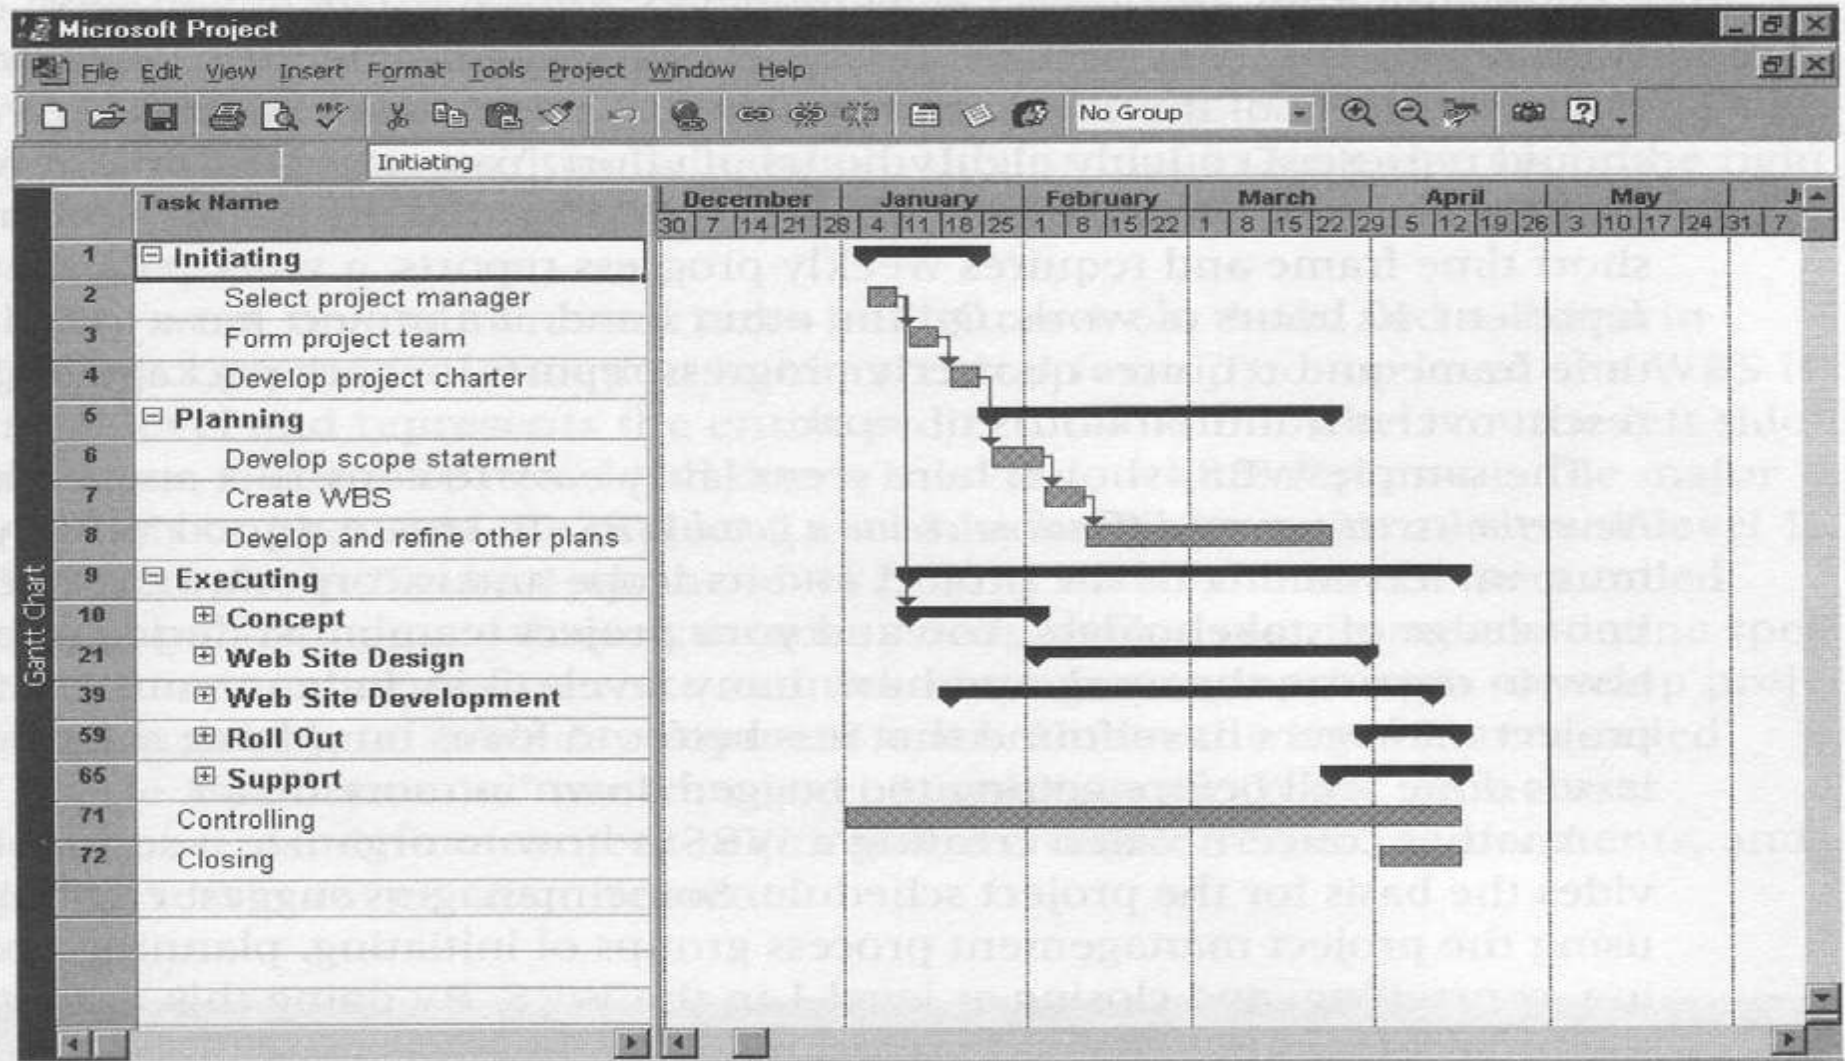 Microsoft Project
File Edit View Insert Format Tools Project Window Help
No Group
Initiating
Task Name December January February March April May
30 7 14 21 28 4 11 18 25 1 8 15 22 1 8 15 22 29 5 12 19 26 3 10 17 24 31 7
1 Initiating
2 Select project manager
3 Form project team
4 Develop project charter
5 Planning
6 Develop scope statement
7 Create WBS
8 Develop and refine other plans
9 Executing
10 Concept
21 Web Site Design
39 Web Site Development
59 Roll Out
65 Support
71 Controlling
72 Closing
Gantt Chart